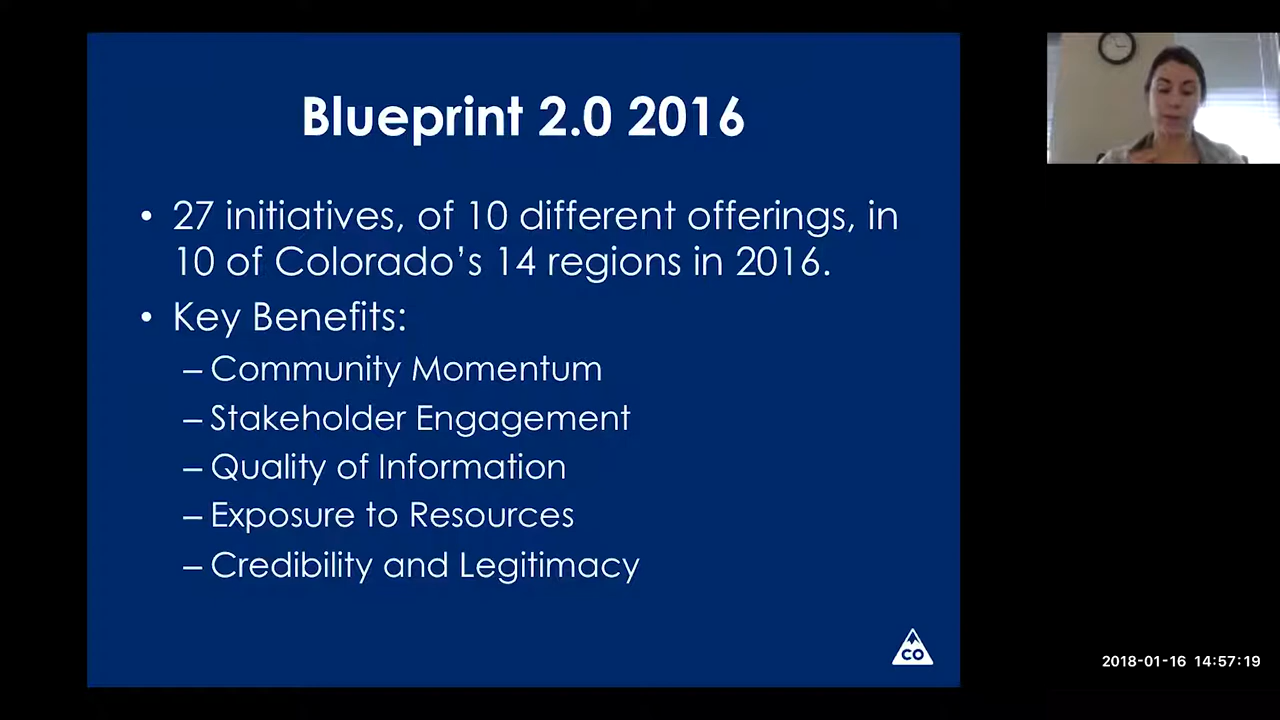 Blueprint 2.0 2016
• 27 initiatives, of 10 different offerings, in
10 of Colorado’s 14 regions in 2016.
• Key Benefits:
– Community Momentum
– Stakeholder Engagement
– Quality of Information
– Exposure to Resources
– Credibility and Legitimacy
CO
2018-01-16 14:57:19